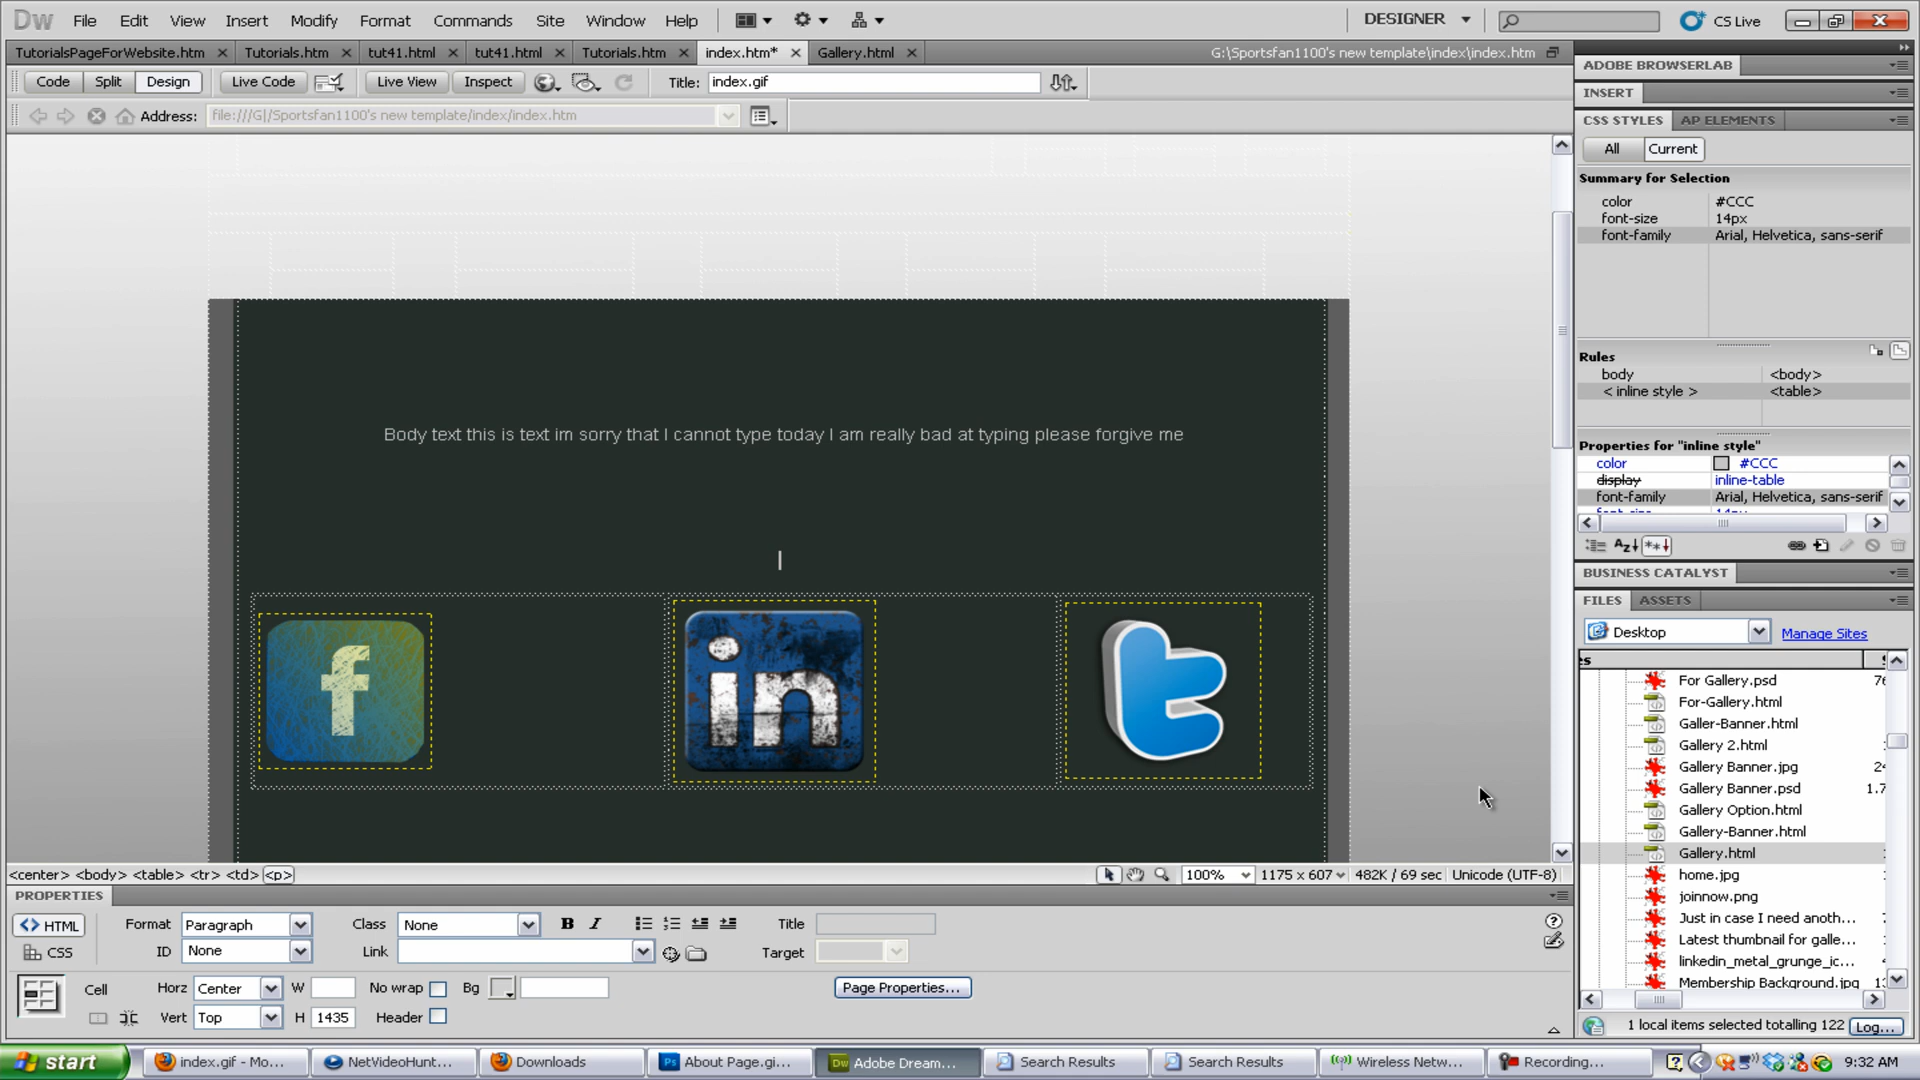 Dw File Edit View Insert Modify Format Commands Site Window Help DESIGNER CS Live
TutorialsPageForWebsite.htm Tutorials.htm tut41.html tut41.html Tutorials.htm index.htm* Gallery.html G:\Sportsfan1100's new template\index\index.htm
Code Split Design Live Code Live View Inspect Title: index.gif
Address: file:///G|/Sportsfan1100's new template/index/index.htm
Body text this is text im sorry that I cannot type today I am really bad at typing please forgive me
f in t
<center> <body> <table> <tr> <td> <p> 100% 1175 x 607 482K / 69 sec Unicode (UTF-8)
PROPERTIES
<> HTML Format Paragraph Class None B I Title
CSS ID None Link Target
Cell Horz Center W No wrap Bg Page Properties...
Vert Top H 1435 Header
ADOBE BROWSERLAB
INSERT
CSS STYLES AP ELEMENTS
All Current
Summary for Selection
color #CCC
font-size 14px
font-family Arial, Helvetica, sans-serif
Rules
body <body>
< inline style > <table>
Properties for "inline style"
color #CCC
display inline-table
font-family Arial, Helvetica, sans-serif
BUSINESS CATALYST
FILES ASSETS
Desktop Manage Sites
For Gallery.psd
For-Gallery.html
Galler-Banner.html
Gallery 2.html
Gallery Banner.jpg
Gallery Banner.psd 1.7
Gallery Option.html
Gallery-Banner.html
Gallery.html
home.jpg
joinnow.png
Just in case I need anoth...
Latest thumbnail for galle...
linkedin_metal_grunge_ic...
Membership Background.jpg
1 local items selected totalling 122 Log...
start index.gif - Mo... NetVideoHunt... Downloads About Page.gi... Adobe Dream... Search Results Search Results Wireless Netw... Recording... 9:32 AM